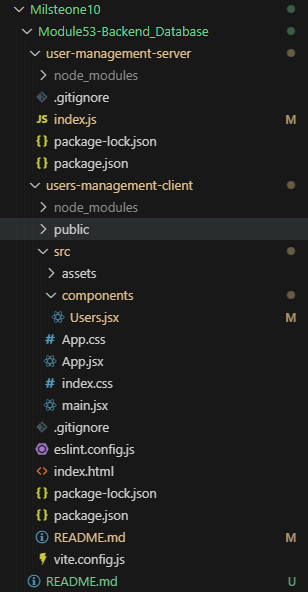 Milsteone10
Module53-Backend_Database
user-management-server
node_modules
.gitignore
JS index.js M
{} package-lock.json
{} package.json
users-management-client
node_modules
public
src
assets
components
Users.jsx M
# App.css
App.jsx
# index.css
main.jsx
.gitignore
eslint.config.js
<> index.html
{} package-lock.json
{} package.json
README.md M
vite.config.js
README.md U